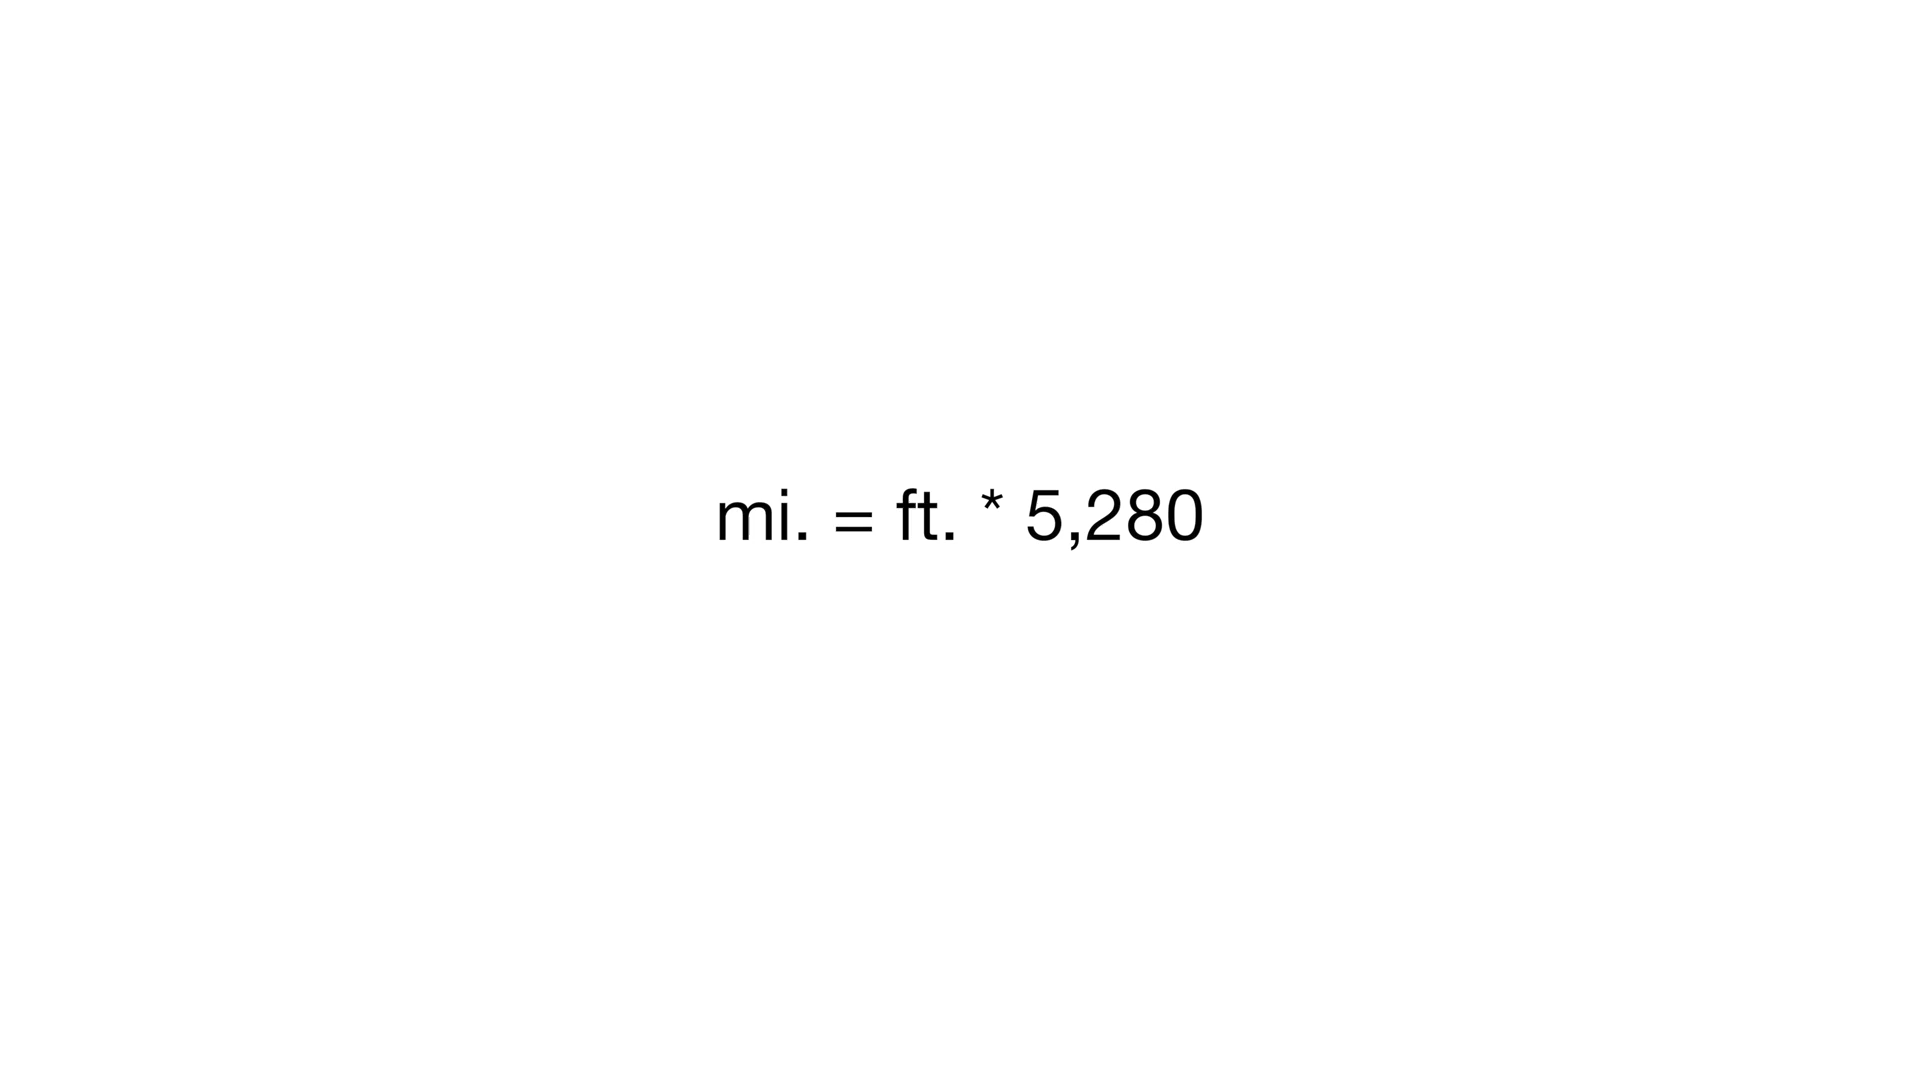 mi. = ft. * 5,280